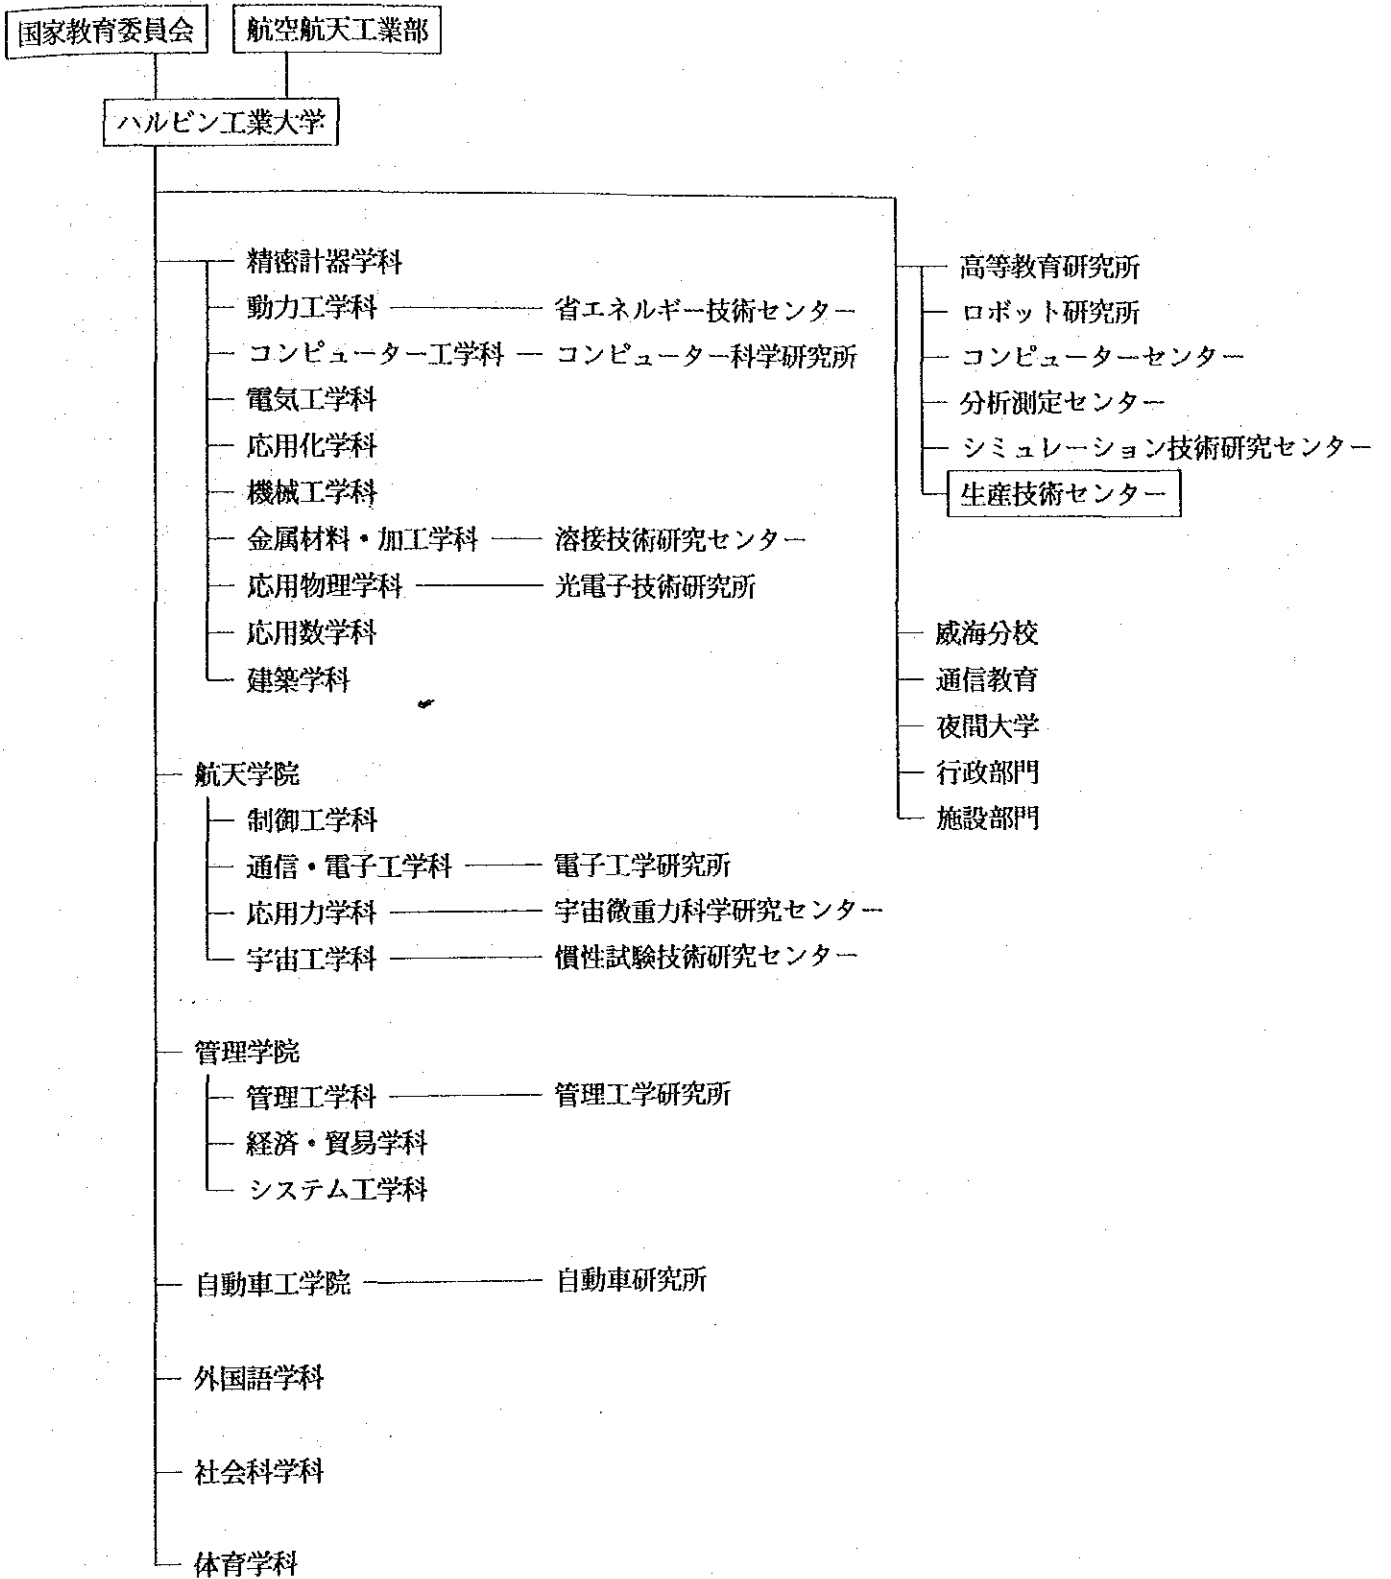 国家教育委員会
航空航天工業部
ハルビン工業大学
精密計器学科
動力工学科 省エネルギー技術センター
コンピューター工学科 コンピューター科学研究所
電気工学科
応用化学科
機械工学科
金属材料・加工学科 溶接技術研究センター
応用物理学科 光電子技術研究所
応用数学科
建築学科
航天学院
制御工学科
通信・電子工学科 電子工学研究所
応用力学科 宇宙微重力科学研究センター
宇宙工学科 慣性試験技術研究センター
管理学院
管理工学科 管理工学研究所
経済・貿易学科
システム工学科
自動車工学院 自動車研究所
外国語学科
社会科学科
体育学科
高等教育研究所
ロボット研究所
コンピューターセンター
分析測定センター
シミュレーション技術研究センター
生産技術センター
威海分校
通信教育
夜間大学
行政部門
施設部門